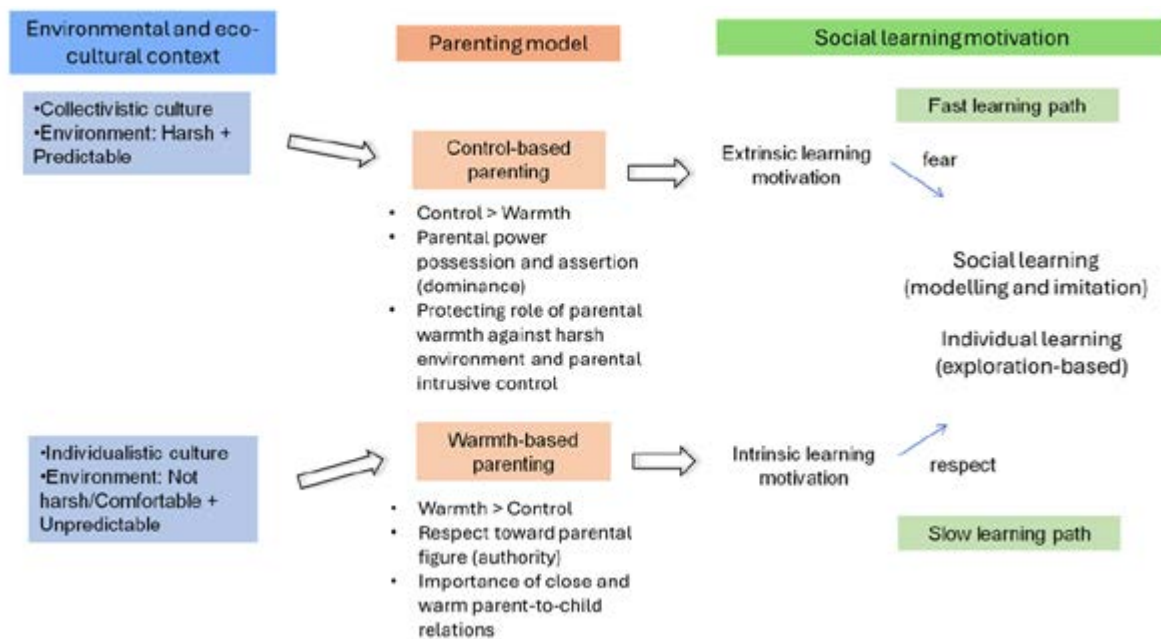 Environmental and eco-
cultural context
Parenting model
Social learning motivation
•Collectivistic culture
•Environment: Harsh +
Predictable
Control-based
parenting
• Control > Warmth
• Parental power
possession and assertion
(dominance)
• Protecting role of parental
warmth against harsh
environment and parental
intrusive control
Extrinsic learning
motivation
Fast learning path
fear
Social learning
(modelling and imitation)
Individual learning
(exploration-based)
•Individualistic culture
•Environment: Not
harsh/Comfortable +
Unpredictable
Warmth-based
parenting
• Warmth > Control
• Respect toward parental
figure (authority)
• Importance of close and
warm parent-to-child
relations
Intrinsic learning
motivation
respect
Slow learning path